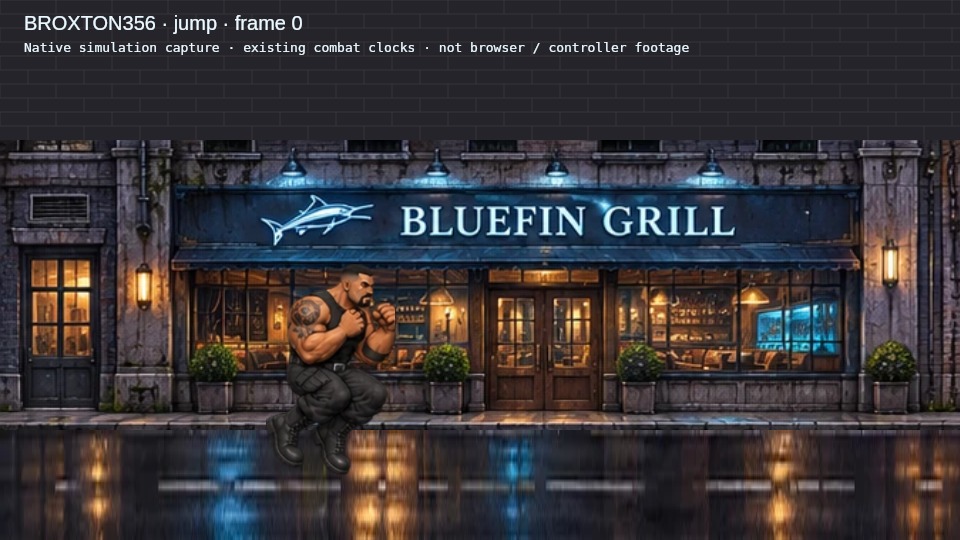 BROXTON356 · jump · frame 0
Native simulation capture · existing combat clocks · not browser / controller footage
BLUEFIN GRILL